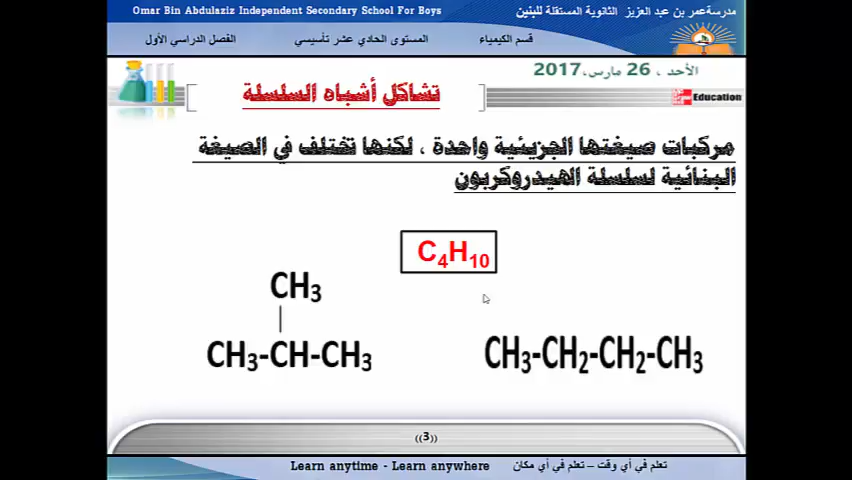 Omar Bin Abdulaziz Independent Secondary School For Boys
مدرسة عمر بن عبد العزيز الثانوية المستقلة للبنين
قسم الكيمياء
المستوى الحادي عشر تأسيسي
الفصل الدراسي الأول
الأحد ، 26 مارس، 2017
Education
تشاكل أشباه السلسلة
مركبات صيغتها الجزيئية واحدة ، لكنها تختلف في الصيغة
البنائية لسلسلة الهيدروكربون
C4H10
CH3
CH3-CH-CH3
CH3-CH2-CH2-CH3
((3))
Learn anytime - Learn anywhere
تعلم في أي وقت – تعلم في أي مكان